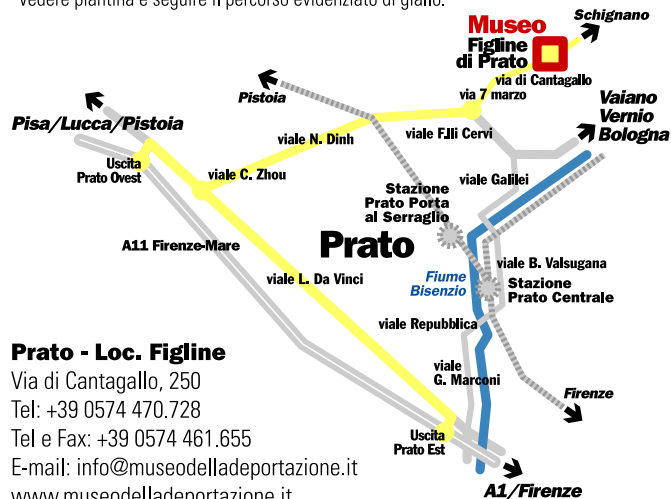 vedere piantina e seguire il percorso evidenziato di giallo.
Schignano
Museo
Figline
di Prato
via di Cantagallo
via 7 marzo
Pistoia
Vaiano
Vernio
Bologna
Pisa/Lucca/Pistoia
viale N. Dinh
viale F.lli Cervi
Uscita
Prato Ovest
viale C. Zhou
viale Galilei
Stazione
Prato Porta
al Serraglio
Prato
A11 Firenze-Mare
viale B. Valsugana
viale L. Da Vinci
Fiume
Bisenzio
Stazione
Prato Centrale
viale Repubblica
Prato - Loc. Figline
viale
G. Marconi
Via di Cantagallo, 250
Firenze
Tel: +39 0574 470.728
Tel e Fax: +39 0574 461.655
Uscita
Prato Est
E-mail: info@museodelladeportazione.it
www.museodelladeportazione.it
A1/Firenze